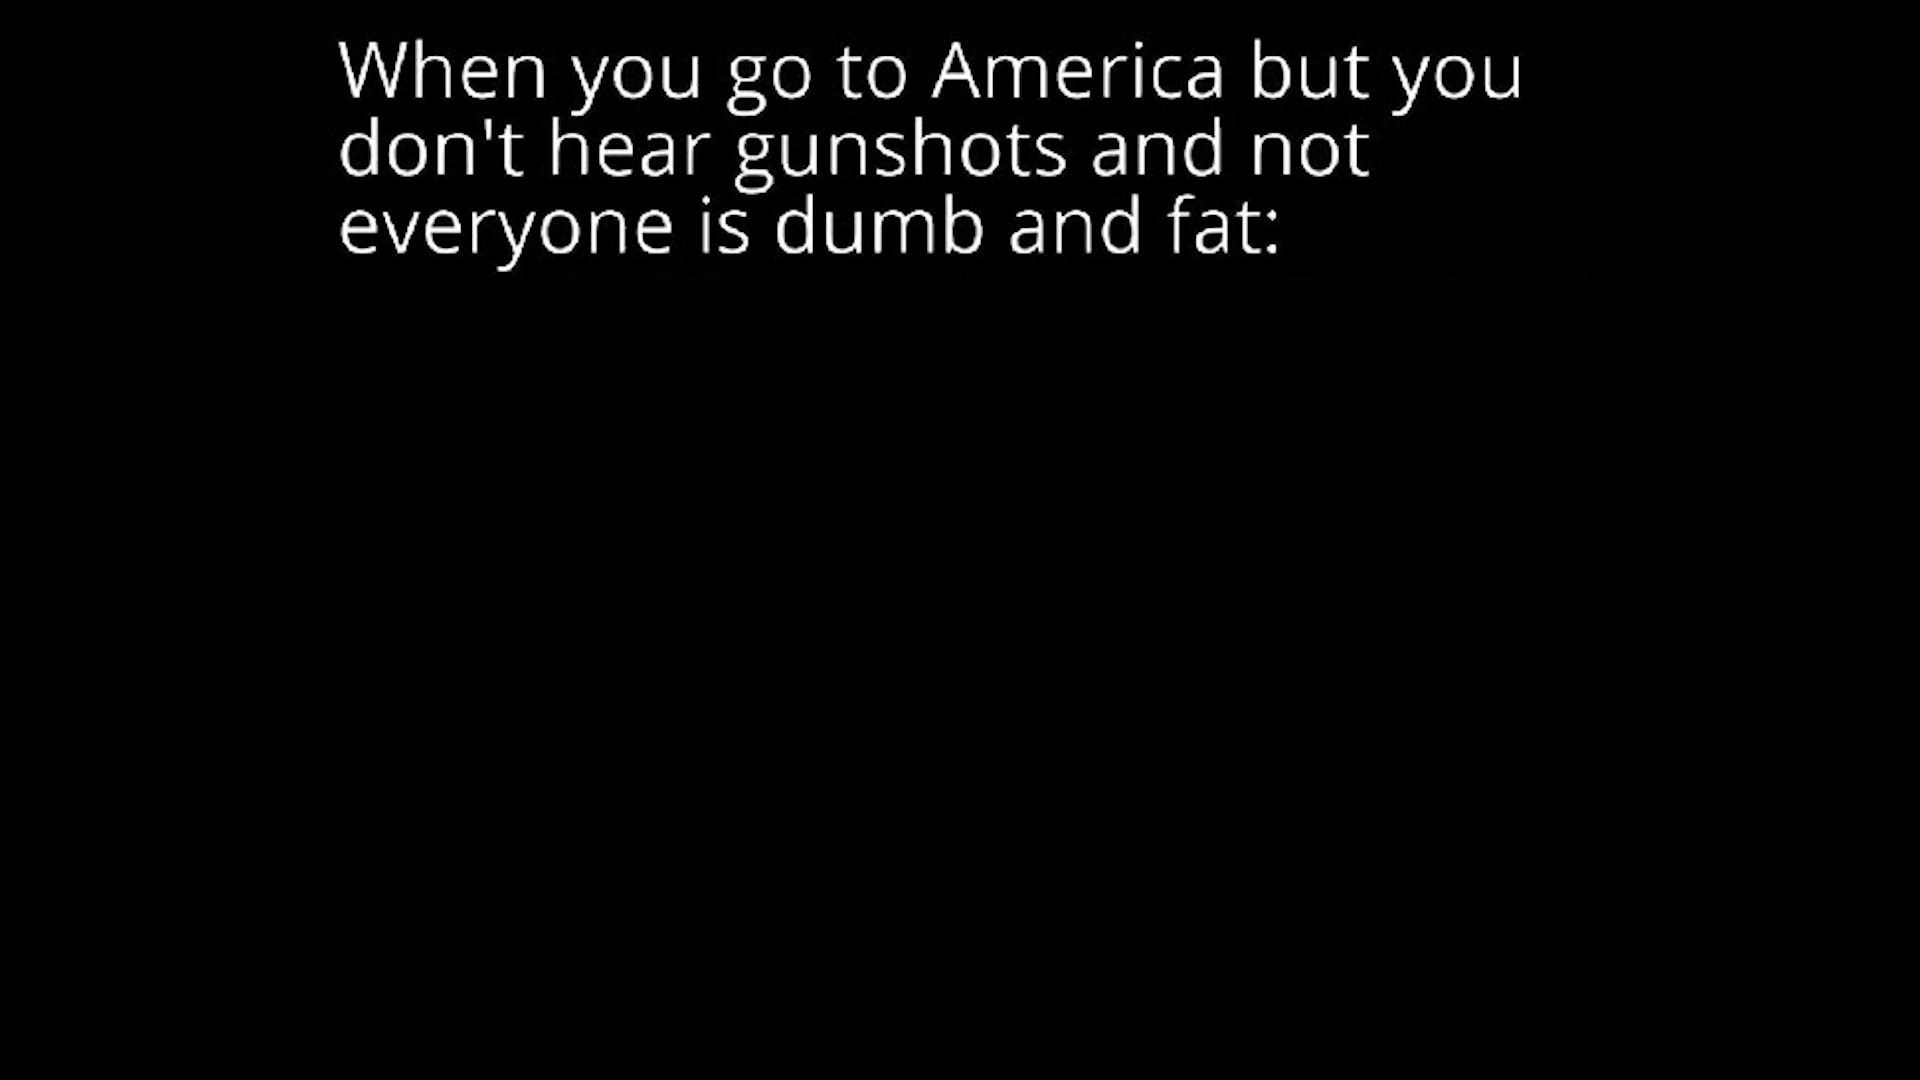 When you go to America but you
don't hear gunshots and not
everyone is dumb and fat: